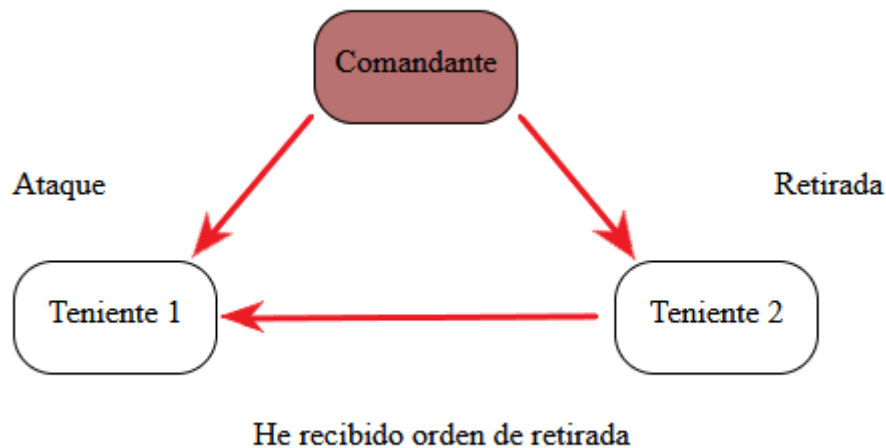 Comandante
Ataque
Retirada
Teniente 1
Teniente 2
He recibido orden de retirada